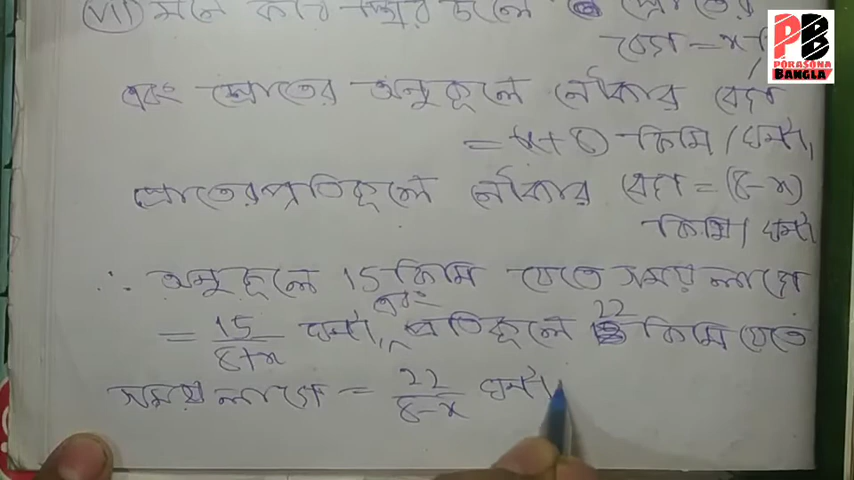 (VII) মনে করি স্থির জলে স্রোতের
বেগ = x
PORASONA
BANGLA
এবং স্রোতের অনুকূলে নৌকার বেগ
= x+8 কিমি/ঘন্টা,
স্রোতের প্রতিকূলে নৌকার বেগ = (8-x)
কিমি/ঘন্টা
∴ অনুকূলে 15 কিমি যেতে সময় লাগে
= 15/8+x ঘন্টা, এবং প্রতিকূলে 22 কিমি যেতে
সময় লাগে = 22/8-x ঘন্টা